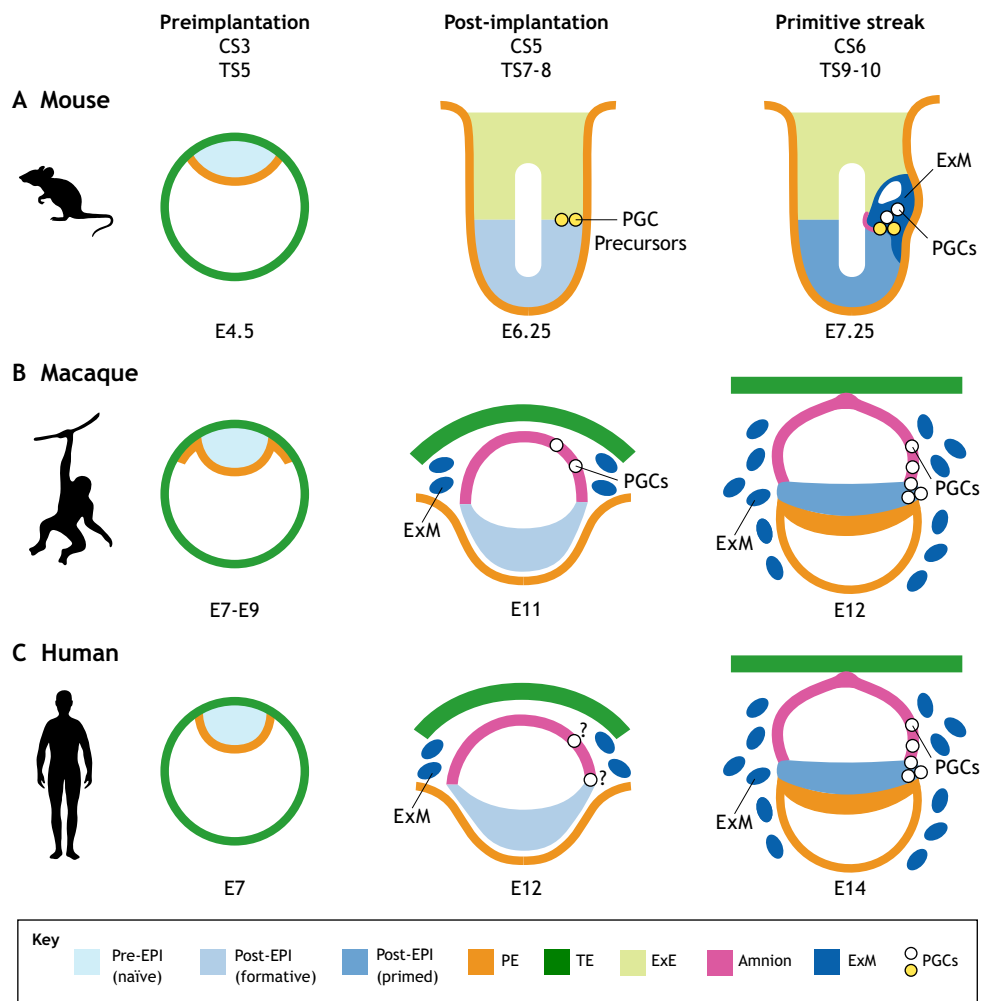 Preimplantation
CS3
TS5
Post-implantation
CS5
TS7-8
Primitive streak
CS6
TS9-10
A Mouse
PGC
Precursors
ExM
PGCs
E4.5
E6.25
E7.25
B Macaque
ExM
PGCs
ExM
PGCs
E7-E9
E11
E12
C Human
?
?
ExM
ExM
PGCs
E7
E12
E14
Key
Pre-EPI
(naïve)
Post-EPI
(formative)
Post-EPI
(primed)
PE
TE
ExE
Amnion
ExM
PGCs